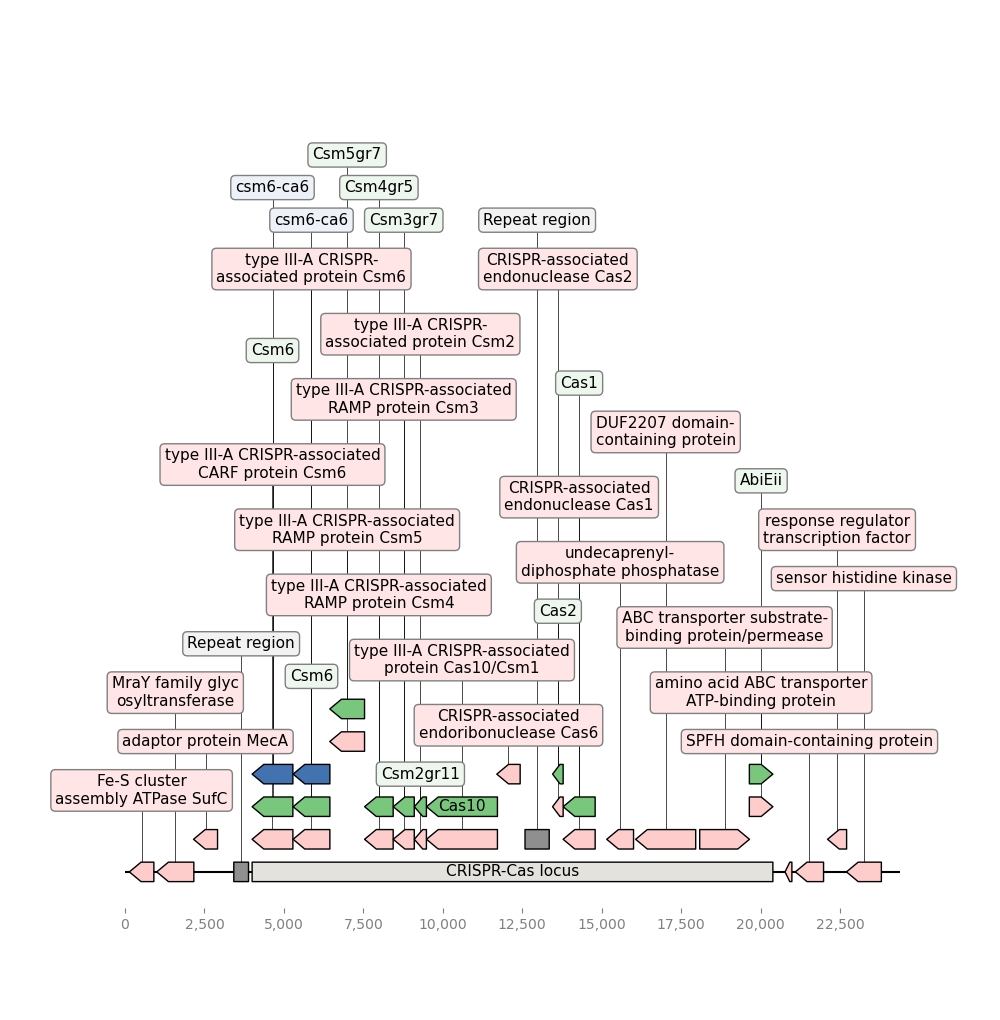 Csm5gr7
csm6-ca6
Csm4gr5
csm6-ca6
Csm3gr7
Repeat region
type III-A CRISPR-
associated protein Csm6
CRISPR-associated
endonuclease Cas2
type III-A CRISPR-
associated protein Csm2
Csm6
Cas1
type III-A CRISPR-associated
RAMP protein Csm3
DUF2207 domain-
containing protein
type III-A CRISPR-associated
CARF protein Csm6
AbiEii
CRISPR-associated
endonuclease Cas1
type III-A CRISPR-associated
RAMP protein Csm5
response regulator
transcription factor
undecaprenyl-
diphosphate phosphatase
sensor histidine kinase
type III-A CRISPR-associated
RAMP protein Csm4
Cas2
ABC transporter substrate-
binding protein/permease
Repeat region
type III-A CRISPR-associated
protein Cas10/Csm1
Csm6
MraY family glyc
osyltransferase
amino acid ABC transporter
ATP-binding protein
CRISPR-associated
endoribonuclease Cas6
adaptor protein MecA
SPFH domain-containing protein
Csm2gr11
Fe-S cluster
assembly ATPase SufC
Cas10
CRISPR-Cas locus
0
2,500
5,000
7,500
10,000
12,500
15,000
17,500
20,000
22,500